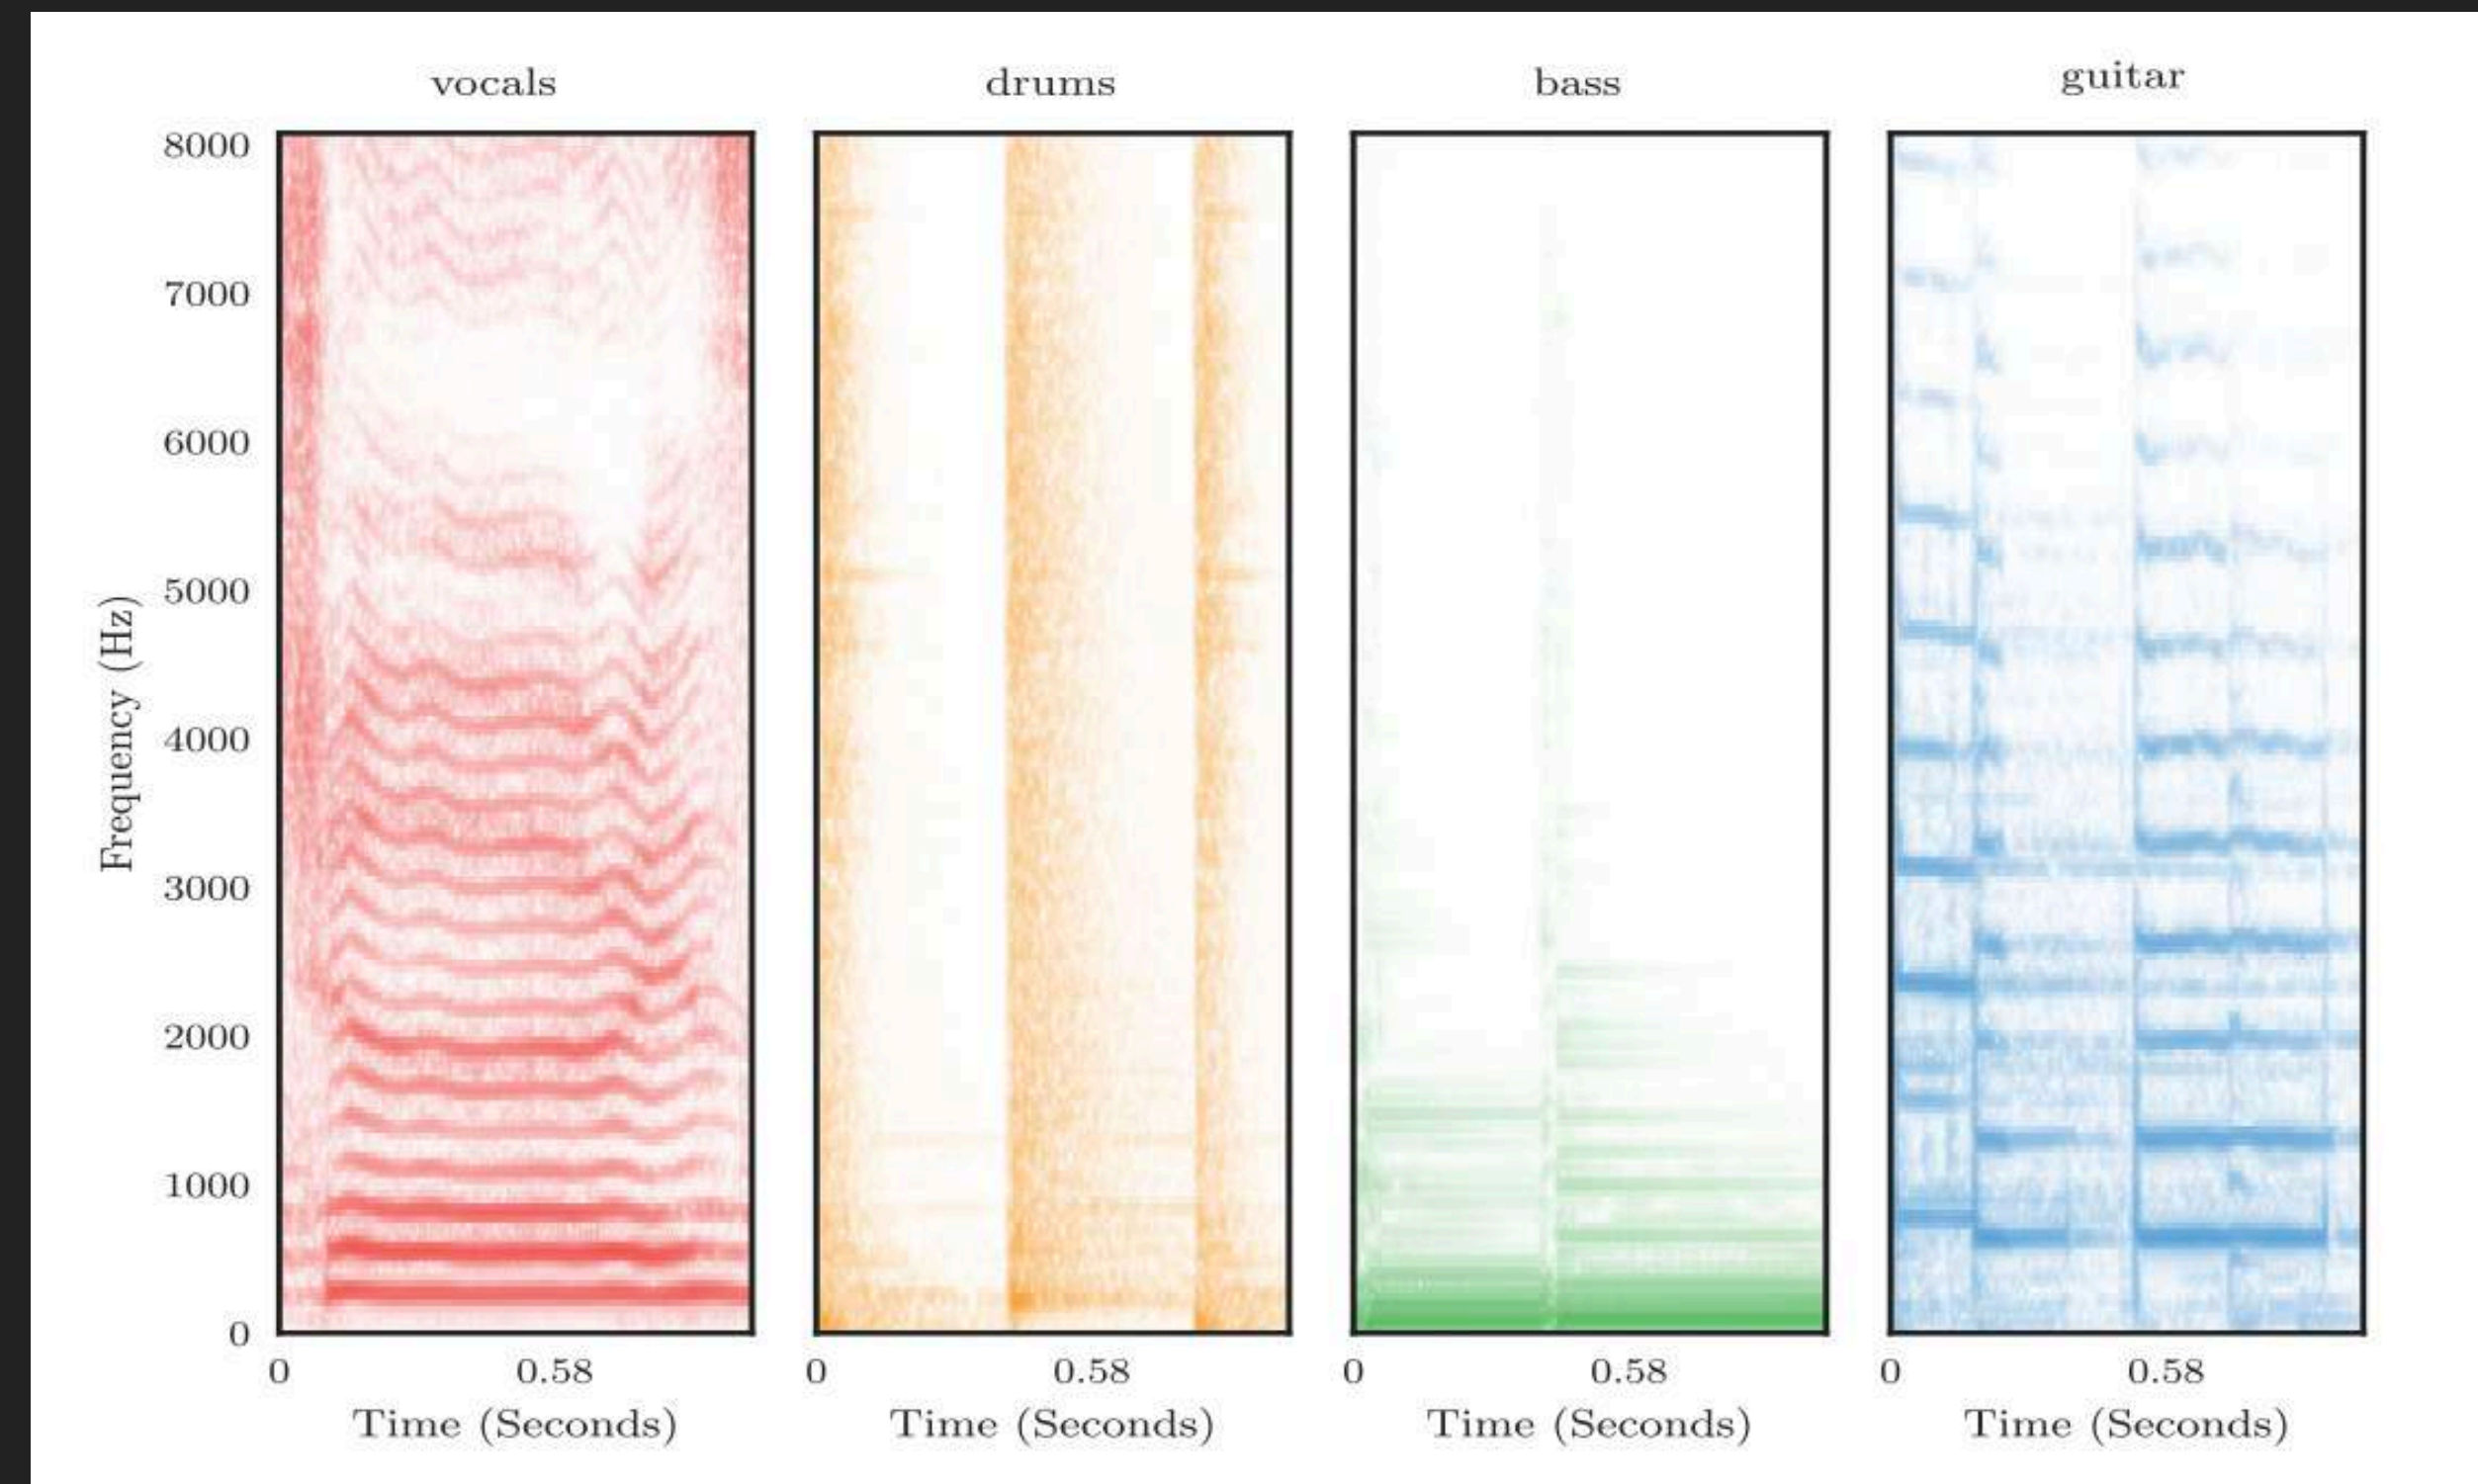 vocals
drums
bass
guitar
Frequency (Hz)
8000
7000
6000
5000
4000
3000
2000
1000
0
0
0.58
0
0.58
0
0.58
0
0.58
Time (Seconds)
Time (Seconds)
Time (Seconds)
Time (Seconds)